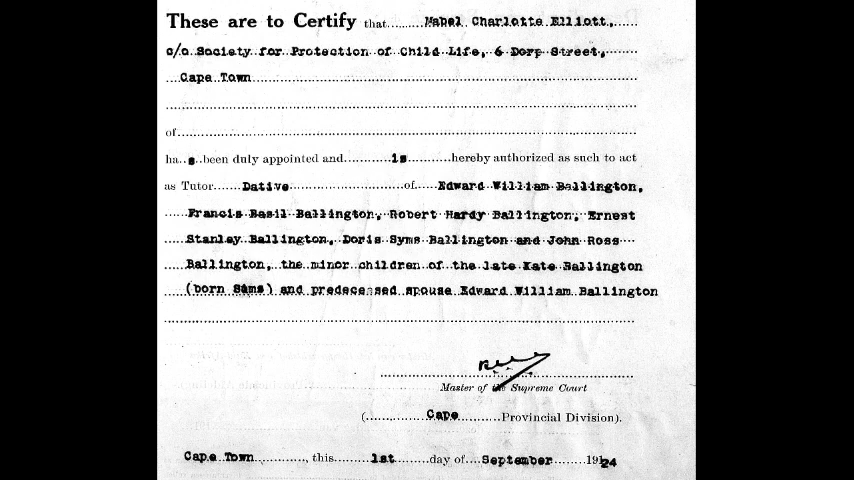 These are to Certify that Mabel Charlotte Elliott,
c/o Society for Protection of Child Life, 6 Dorp Street,
Cape Town
of
has been duly appointed and is hereby authorized as such to act
as Tutor Dative of Edward William Ballington,
Francis Basil Ballington, Robert Hardy Ballington, Ernest
Stanley Ballington, Doris Syms Ballington and John Ross
Ballington, the minor children of the late Kate Ballington
(born Sims) and predecessed spouse Edward William Ballington
Master of the Supreme Court
(Cape Provincial Division).
Cape Town, this 1st day of September 1924